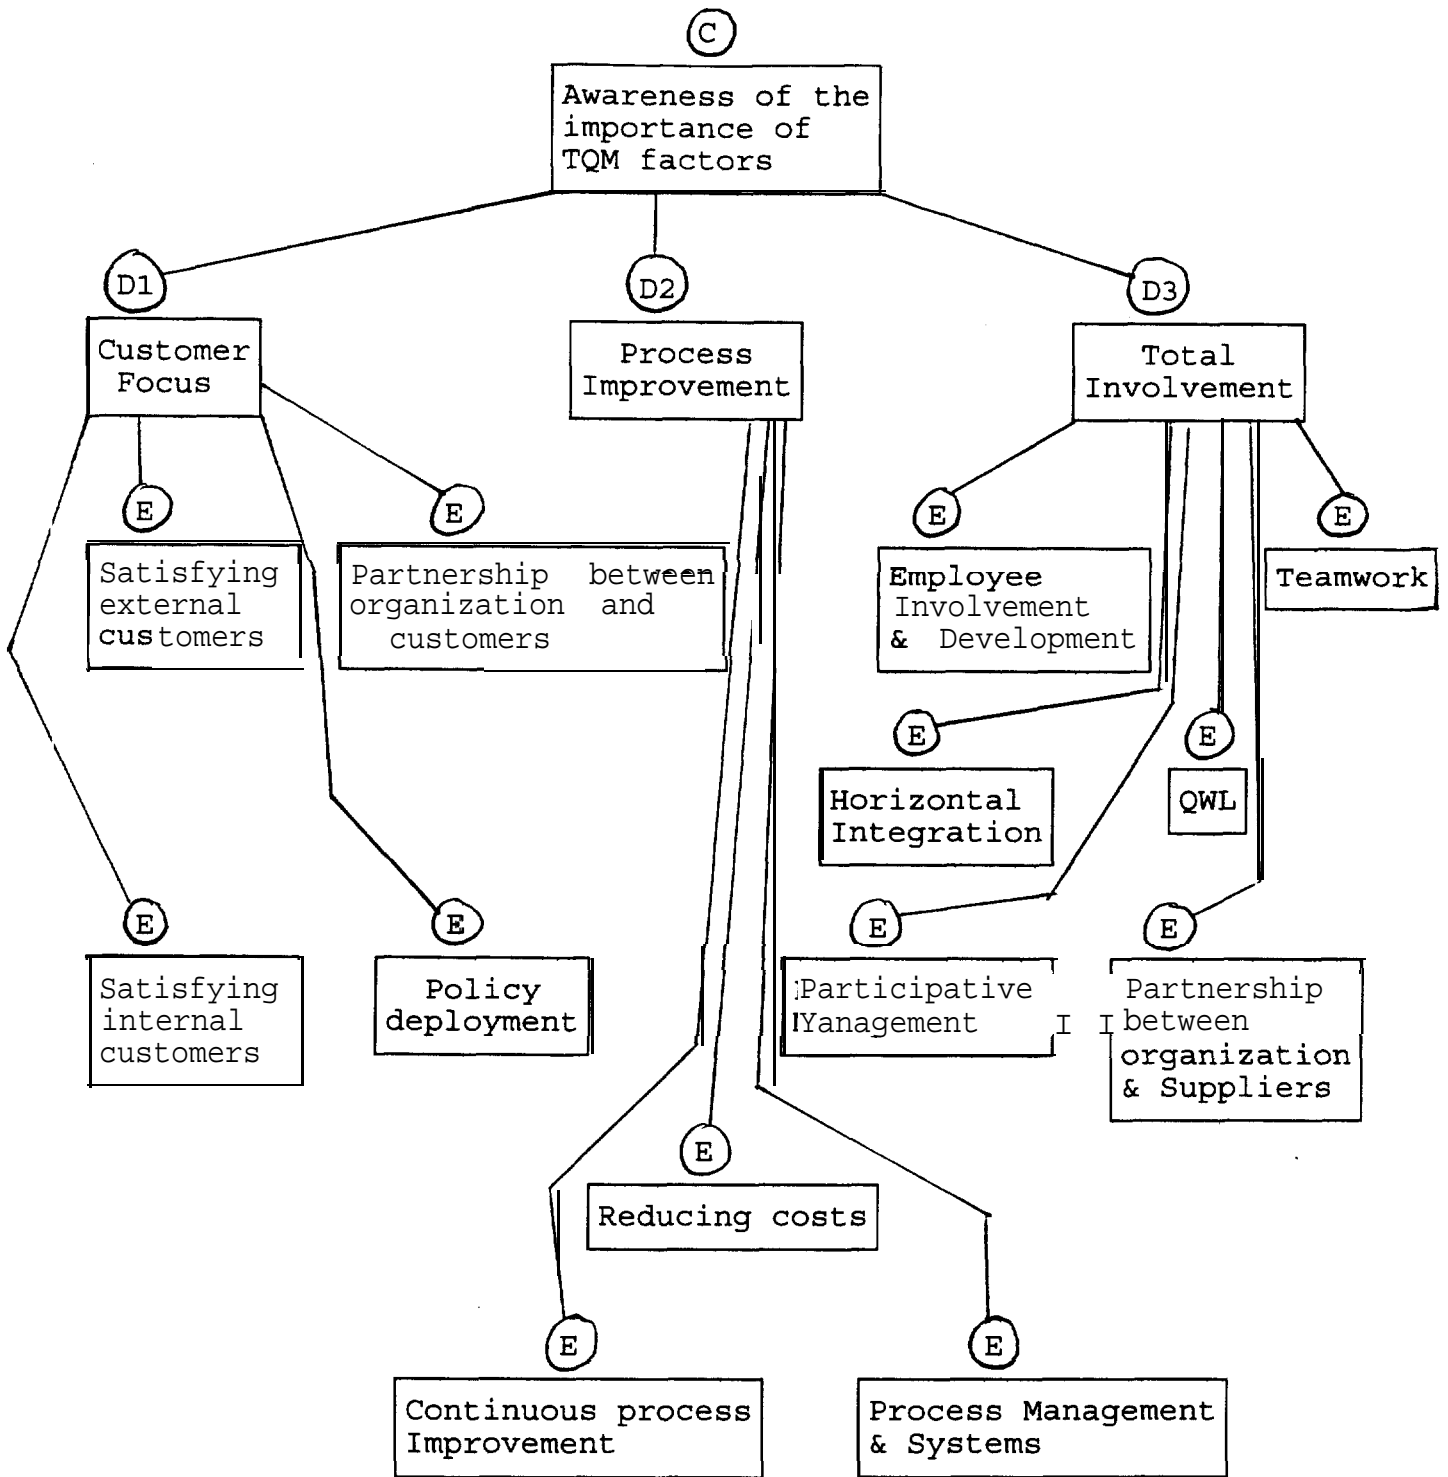 C
Awareness of the
importance of
TQM factors
D1
D2
D3
Customer
Focus
Process
Improvement
Total
Involvement
E
E
E
E
Satisfying
external
customers
Partnership between
organization and
customers
Employee
Involvement
& Development
Teamwork
E
E
Horizontal
Integration
QWL
E
E
E
E
Satisfying
internal
customers
Policy
deployment
Participative
IYanagement
I I
Partnership
between
organization
& Suppliers
E
Reducing costs
E
E
Continuous process
Improvement
Process Management
& Systems